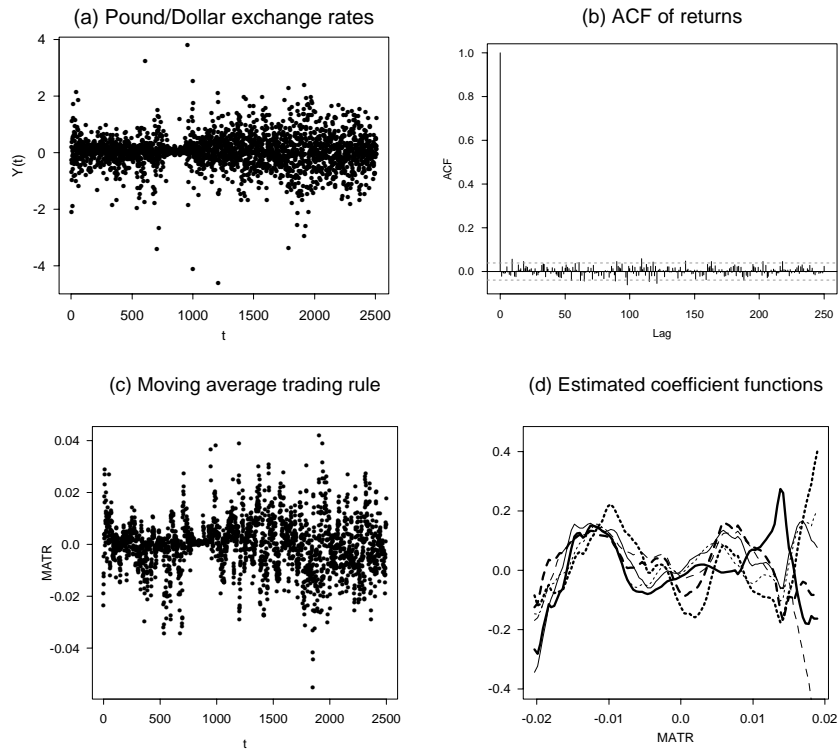 (a) Pound/Dollar exchange rates
Y(t)
4
2
0
-2
-4
0 500 1000 1500 2000 2500
t
(b) ACF of returns
ACF
1.0
0.8
0.6
0.4
0.2
0.0
0 50 100 150 200 250
Lag
(c) Moving average trading rule
MATR
0.04
0.02
0.0
-0.02
-0.04
0 500 1000 1500 2000 2500
t
(d) Estimated coefficient functions
0.4
0.2
0.0
-0.2
-0.4
-0.02 -0.01 0.0 0.01 0.02
MATR